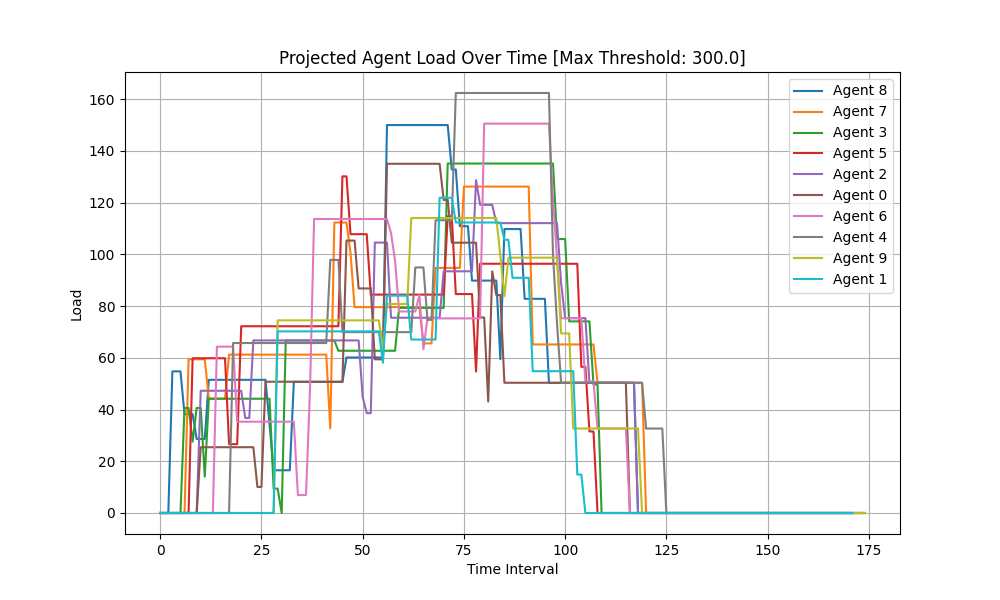 Projected Agent Load Over Time [Max Threshold: 300.0]
Load
160
140
120
100
80
60
40
20
0
0 25 50 75 100 125 150 175
Time Interval
Agent 8
Agent 7
Agent 3
Agent 5
Agent 2
Agent 0
Agent 6
Agent 4
Agent 9
Agent 1